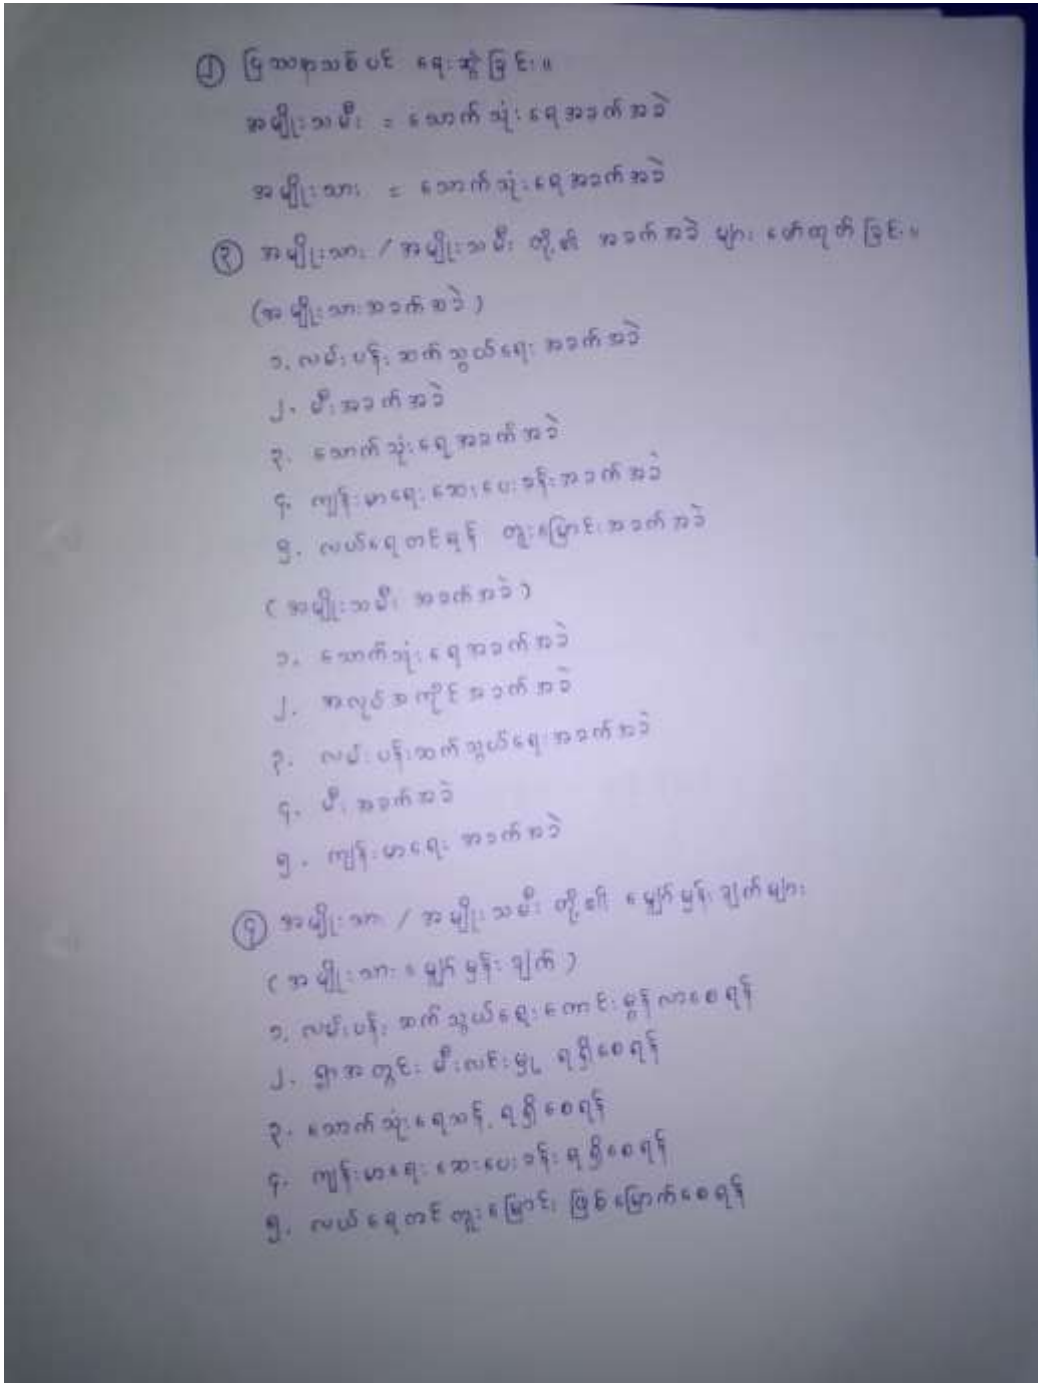 ၂ ပြဿနာသစ်ပင် ရေးဆွဲခြင်း။
အမျိုးသမီး = သောက်သုံးရေအခက်အခဲ
အမျိုးသား = သောက်သုံးရေအခက်အခဲ
၃ အမျိုးသား / အမျိုးသမီး တို့၏ အခက်အခဲ များ ဖော်ထုတ်ခြင်း။
(အမျိုးသားအခက်အခဲ)
၁. လမ်းပန်း ဆက်သွယ်ရေး အခက်အခဲ
၂. မီးအခက်အခဲ
၃. သောက်သုံးရေအခက်အခဲ
၄. ကျန်းမာရေး ဆေးပေးခန်းအခက်အခဲ
၅. လယ်ရေတင်ရန် တူးမြောင်းအခက်အခဲ
(အမျိုးသမီး အခက်အခဲ)
၁. သောက်သုံးရေအခက်အခဲ
၂. အလုပ်အကိုင်အခက်အခဲ
၃. လမ်းပန်းဆက်သွယ်ရေးအခက်အခဲ
၄. မီးအခက်အခဲ
၅. ကျန်းမာရေး အခက်အခဲ
၄ အမျိုးသား / အမျိုးသမီး တို့၏ မျှော်မှန်းချက်များ
(အမျိုးသားမျှော်မှန်းချက်)
၁. လမ်းပန်း ဆက်သွယ်ရေးကောင်းမွန်လာစေရန်
၂. ရွာအတွင်း မီးလင်းမှု ရရှိစေရန်
၃. သောက်သုံးရေသန့် ရရှိစေရန်
၄. ကျန်းမာရေး ဆေးပေးခန်း ရရှိစေရန်
၅. လယ်ရေတင်တူးမြောင်း ဖြစ်မြောက်စေရန်